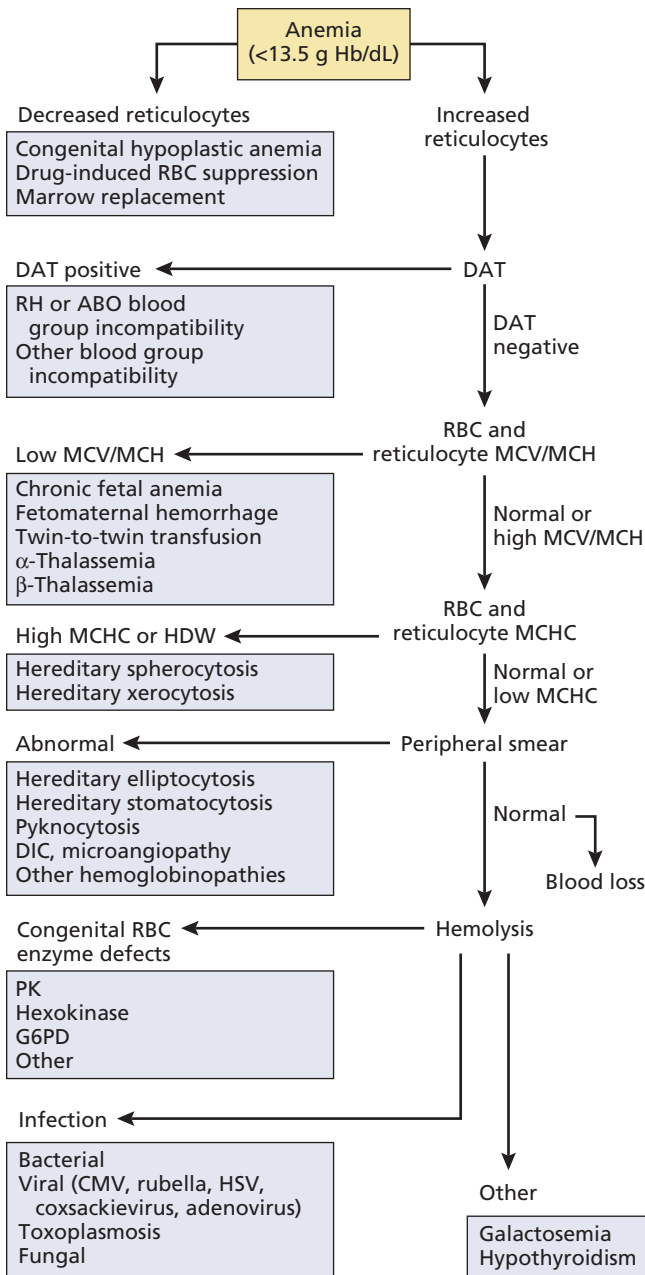 Anemia
(<13.5 g Hb/dL)
Decreased reticulocytes
Congenital hypoplastic anemia
Drug-induced RBC suppression
Marrow replacement
Increased
reticulocytes
DAT positive
DAT
RH or ABO blood
group incompatibility
Other blood group
incompatibility
DAT
negative
RBC and
reticulocyte MCV/MCH
Low MCV/MCH
Chronic fetal anemia
Fetomaternal hemorrhage
Twin-to-twin transfusion
α-Thalassemia
β-Thalassemia
Normal or
high MCV/MCH
RBC and
reticulocyte MCHC
High MCHC or HDW
Hereditary spherocytosis
Hereditary xerocytosis
Normal or
low MCHC
Abnormal
Peripheral smear
Hereditary elliptocytosis
Hereditary stomatocytosis
Pyknocytosis
DIC, microangiopathy
Other hemoglobinopathies
Normal
Blood loss
Congenital RBC
enzyme defects
Hemolysis
PK
Hexokinase
G6PD
Other
Infection
Bacterial
Viral (CMV, rubella, HSV,
coxsackievirus, adenovirus)
Toxoplasmosis
Fungal
Other
Galactosemia
Hypothyroidism